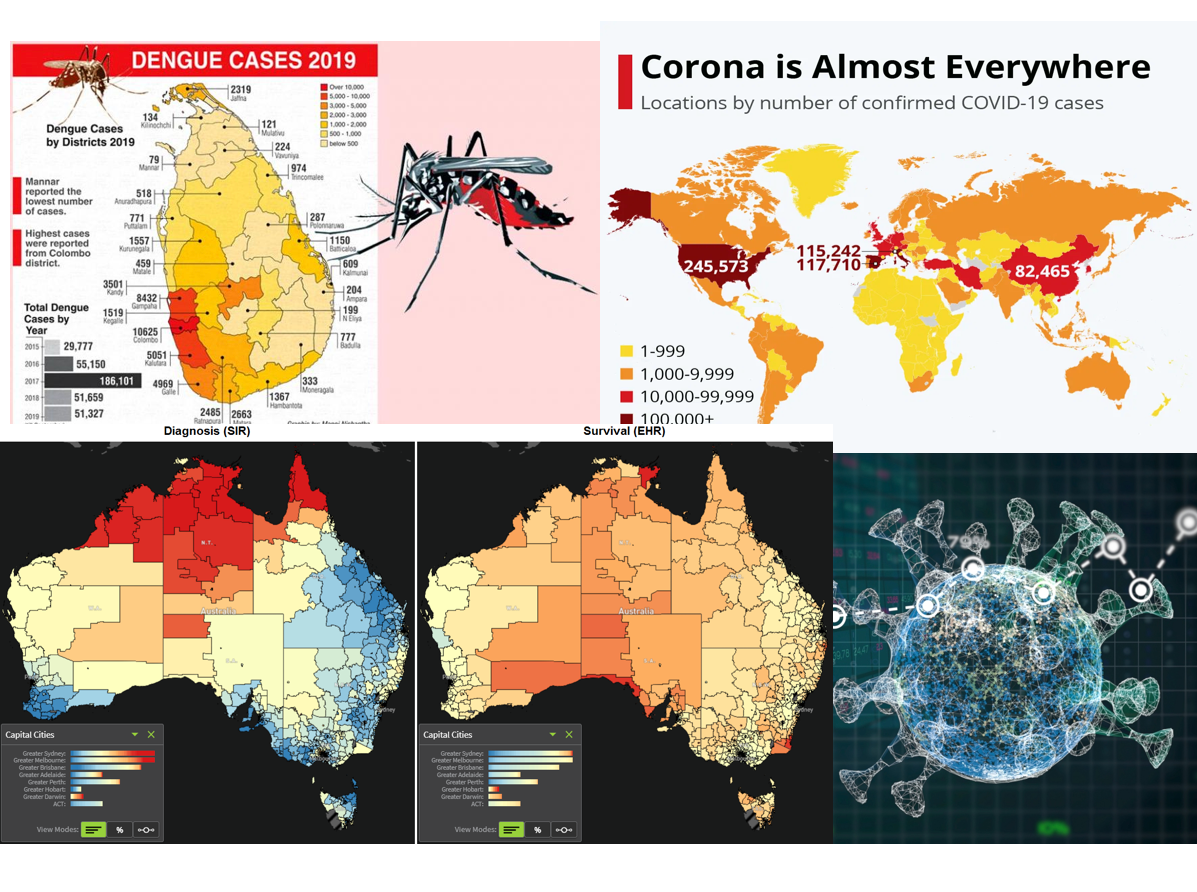 DENGUE CASES 2019
Dengue Cases
by Districts 2019
Mannar
reported the
lowest number
of cases.
Highest cases
were reported
from Colombo
district.
Total Dengue
Cases by
Year
2015 29,777
2016 55,150
2017 186,101
2018 51,659
2019 51,327
Over 10,000
5,000 - 10,000
3,000 - 5,000
2,000 - 3,000
1,000 - 2,000
500 - 1,000
below 500
2319
Jaffna
134
Kilinochchi
121
Mulativu
224
Vavuniya
79
Mannar
974
Trincomalee
518
Anuradhapura
287
Polonnaruwa
771
Puttalam
1557
Kurunegala
1150
Batticaloa
459
Matale
609
Kalmunai
3501
Kandy
204
Ampara
8432
Gampaha
199
N Eliya
1519
Kegalle
10625
Colombo
777
Badulla
5051
Kalutara
333
Moneragala
4969
Galle
1367
Hambantota
2485
Ratnapura
2663
Matara
Corona is Almost Everywhere
Locations by number of confirmed COVID-19 cases
115,242
117,710
245,573
82,465
1-999
1,000-9,999
10,000-99,999
100,000+
Diagnosis (SIR)
N.T.
Australia
W.A.
S.A.
Sydney
Capital Cities
Greater Sydney:
Greater Melbourne:
Greater Brisbane:
Greater Adelaide:
Greater Perth:
Greater Hobart:
Greater Darwin:
ACT:
View Modes:
%
Survival (EHR)
Australia
W.A.
S.A.
Sydney
Capital Cities
Greater Sydney:
Greater Melbourne:
Greater Brisbane:
Greater Adelaide:
Greater Perth:
Greater Hobart:
Greater Darwin:
ACT:
View Modes:
%
79%